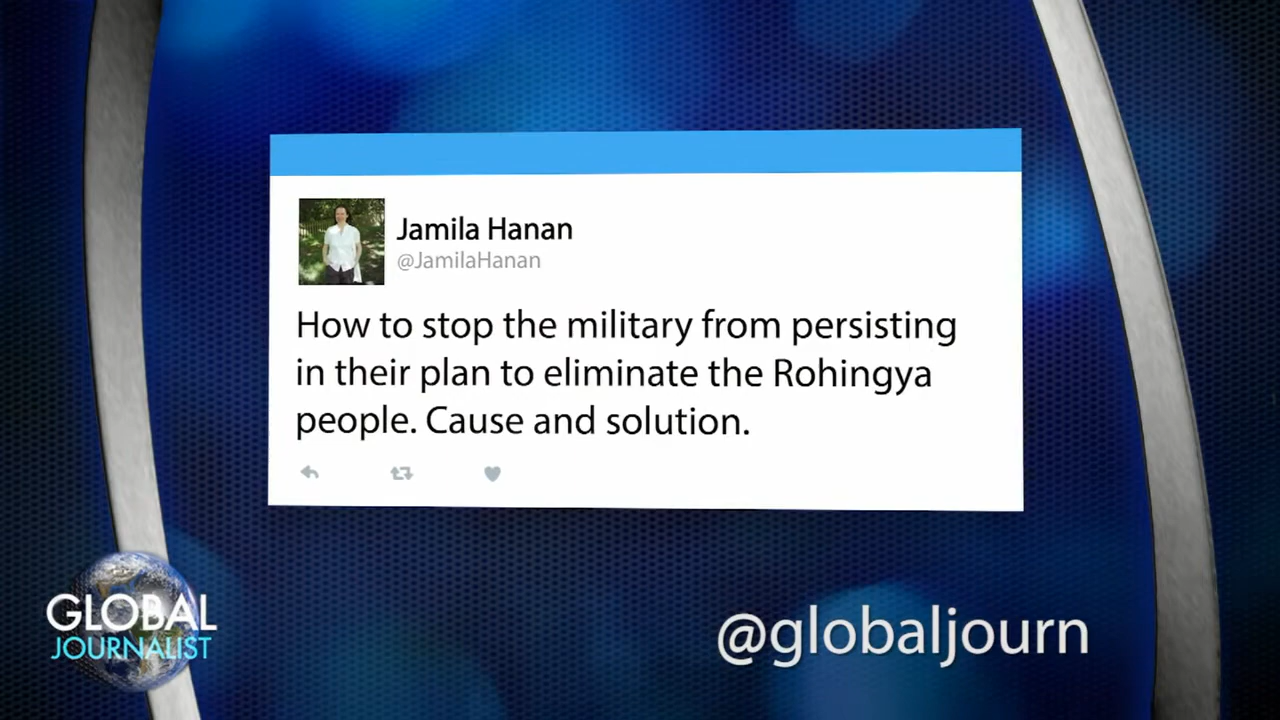 Jamila Hanan
@JamilaHanan
How to stop the military from persisting
in their plan to eliminate the Rohingya
people. Cause and solution.
GLOBAL
JOURNALIST
@globaljourn